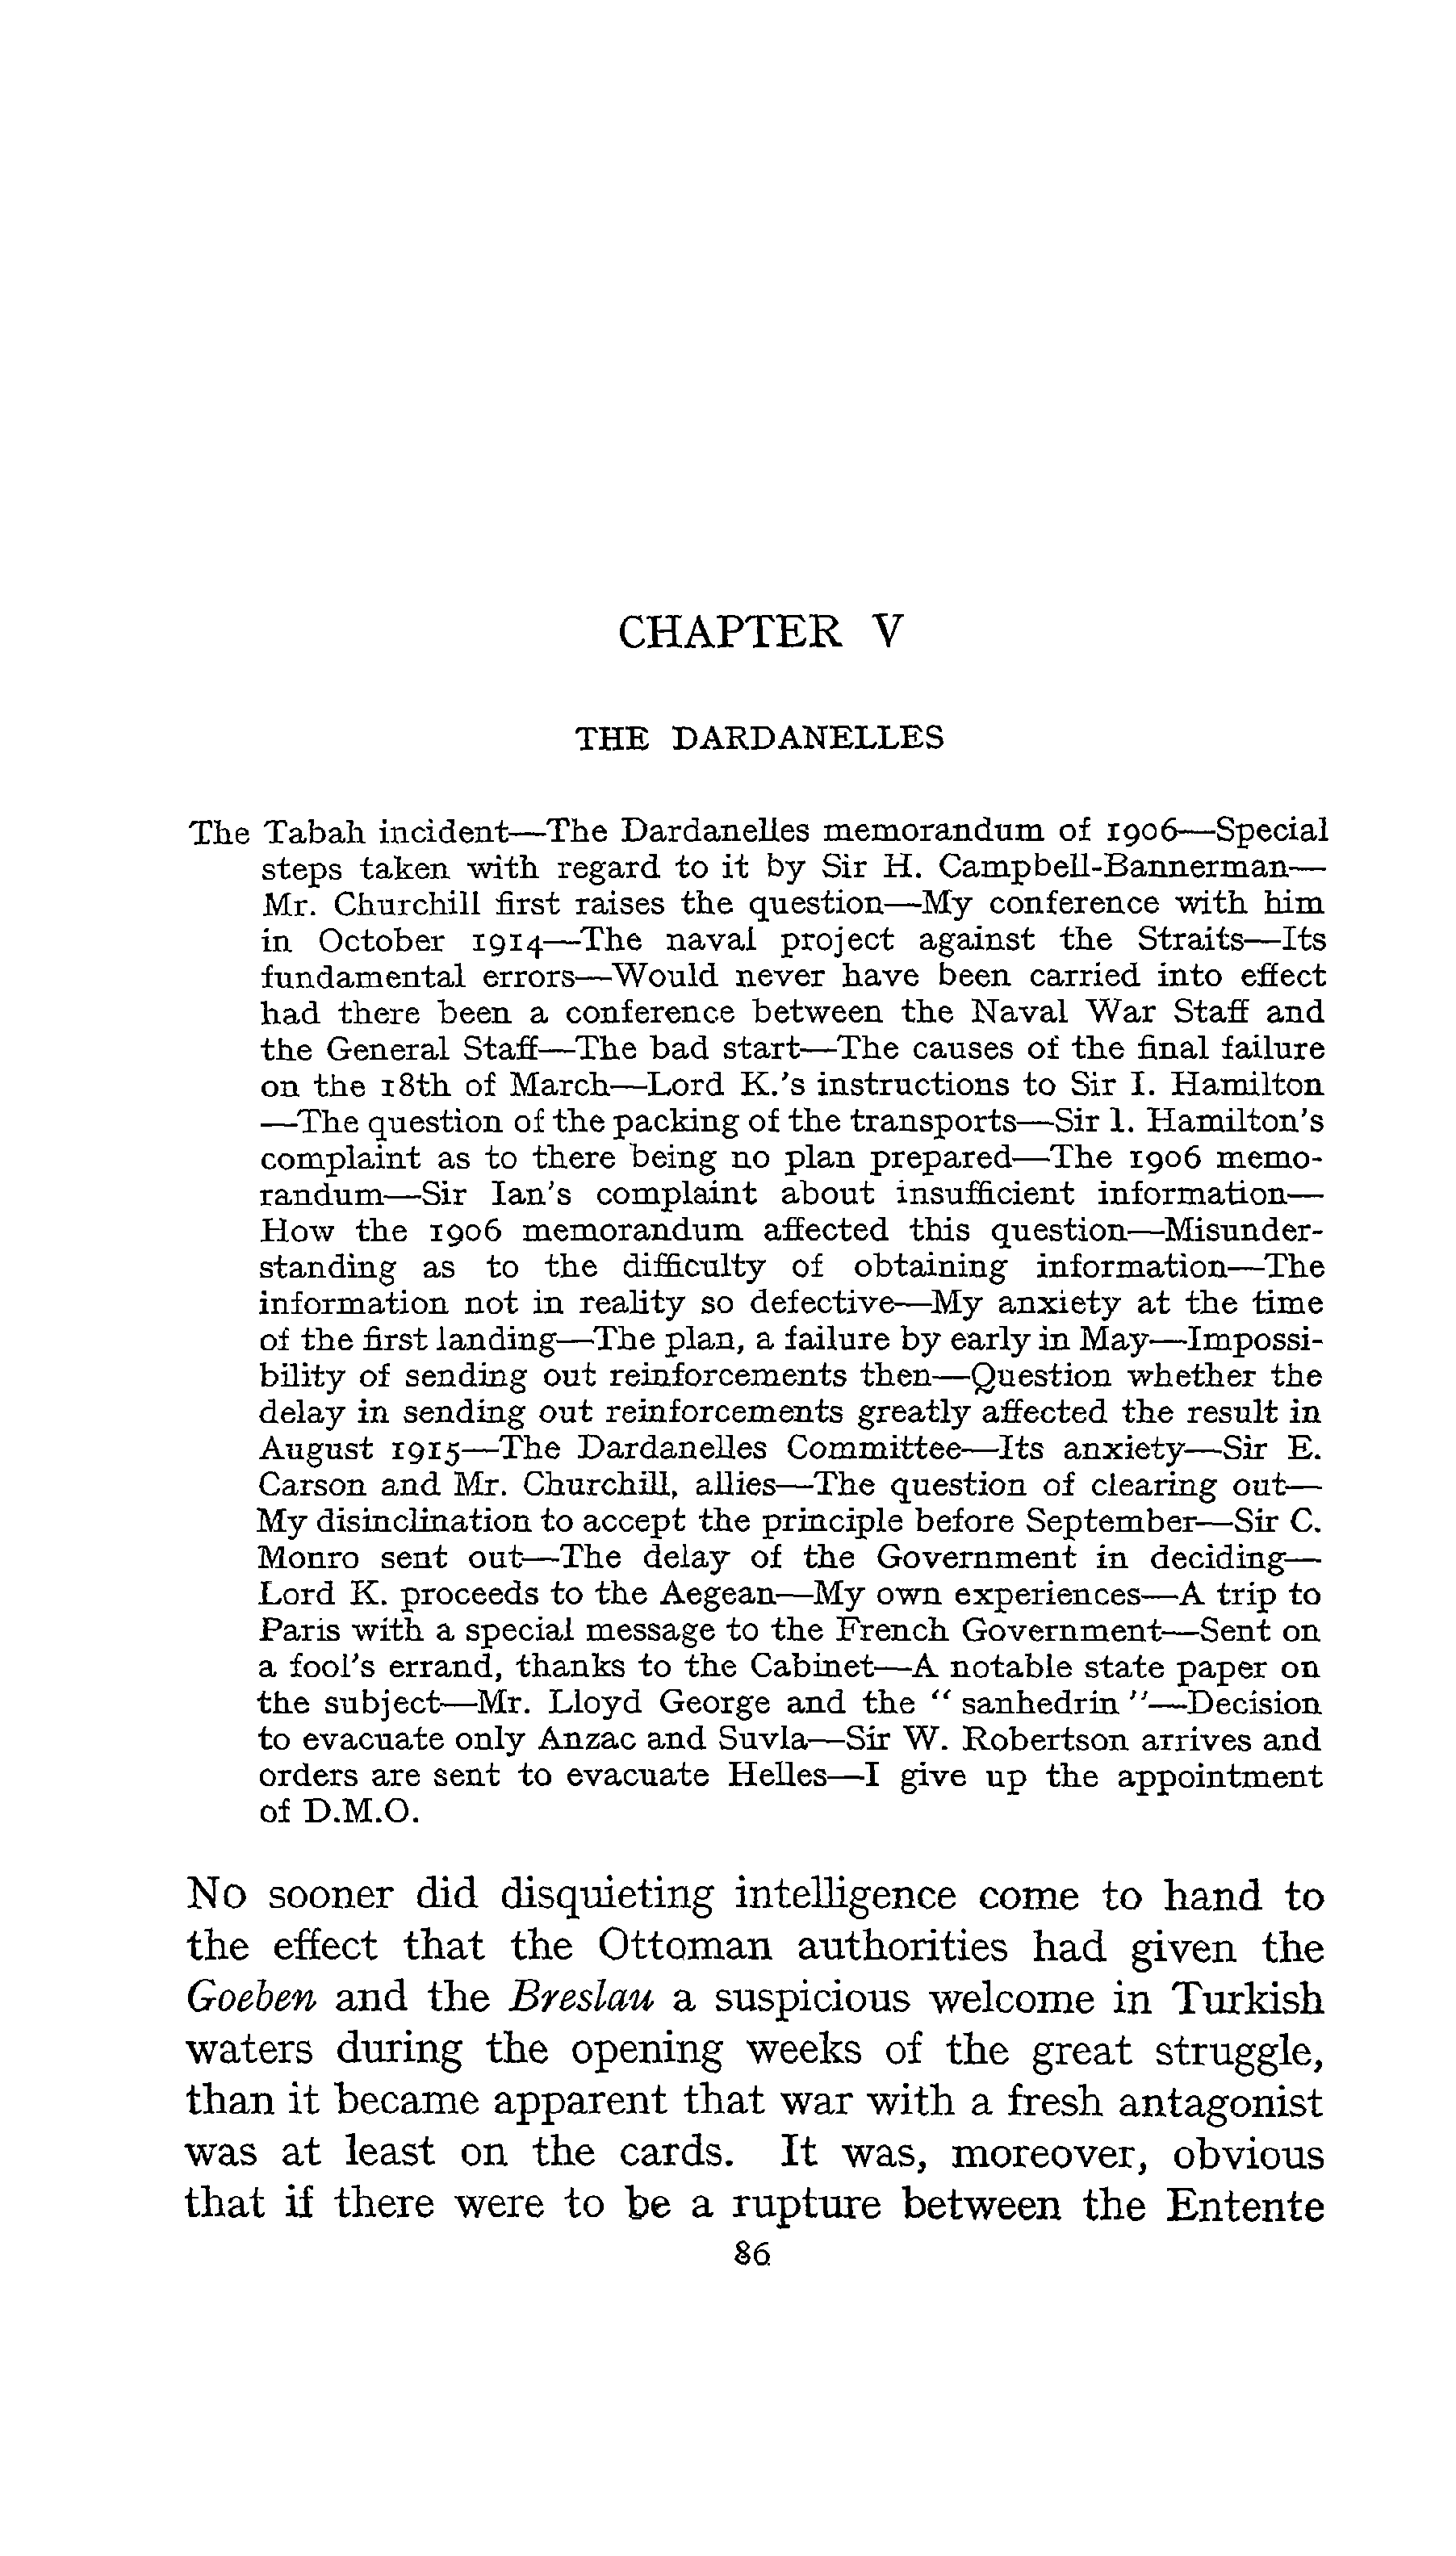 CHAPTER V
THE DARDANELLES
The Tabah incident—The Dardanelles memorandum of 1906—Special
steps taken with regard to it by Sir H. Campbell-Bannerman—
Mr. Churchill first raises the question—My conference with him
in October 1914—The naval project against the Straits—Its
fundamental errors—Would never have been carried into effect
had there been a conference between the Naval War Staff and
the General Staff—The bad start—The causes of the final failure
on the 18th of March—Lord K.'s instructions to Sir I. Hamilton
—The question of the packing of the transports—Sir I. Hamilton's
complaint as to there being no plan prepared—The 1906 memo-
randum—Sir Ian's complaint about insufficient information—
How the 1906 memorandum affected this question—Misunder-
standing as to the difficulty of obtaining information—The
information not in reality so defective—My anxiety at the time
of the first landing—The plan, a failure by early in May—Impossi-
bility of sending out reinforcements then—Question whether the
delay in sending out reinforcements greatly affected the result in
August 1915—The Dardanelles Committee—Its anxiety—Sir E.
Carson and Mr. Churchill, allies—The question of clearing out—
My disinclination to accept the principle before September—Sir C.
Monro sent out—The delay of the Government in deciding—
Lord K. proceeds to the Aegean—My own experiences—A trip to
Paris with a special message to the French Government—Sent on
a fool's errand, thanks to the Cabinet—A notable state paper on
the subject—Mr. Lloyd George and the " sanhedrin "—Decision
to evacuate only Anzac and Suvla—Sir W. Robertson arrives and
orders are sent to evacuate Helles—I give up the appointment
of D.M.O.
No sooner did disquieting intelligence come to hand to
the effect that the Ottoman authorities had given the
Goeben and the Breslau a suspicious welcome in Turkish
waters during the opening weeks of the great struggle,
than it became apparent that war with a fresh antagonist
was at least on the cards. It was, moreover, obvious
that if there were to be a rupture between the Entente
86